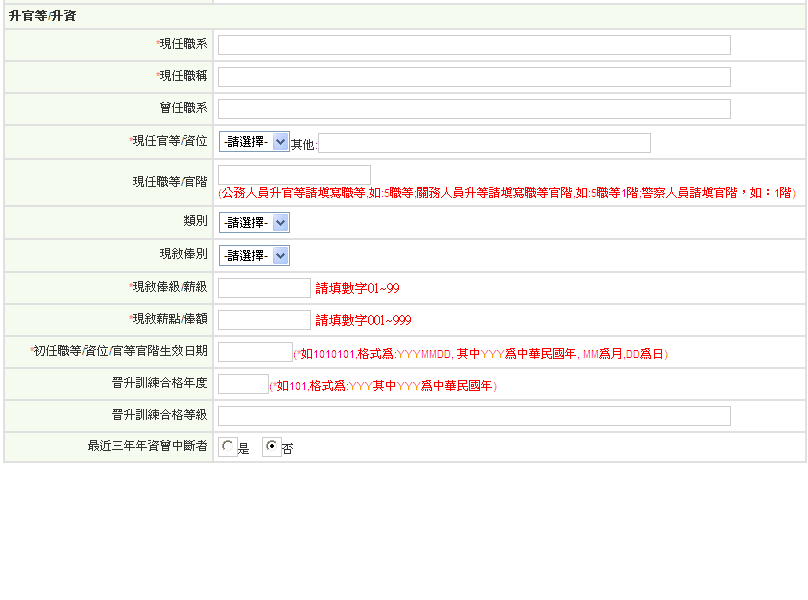 升官等/升資
*現任職系
*現任職稱
曾任職系
*現任官等/資位 -請選擇- 其他:
現任職等/官階
(公務人員升官等請填寫職等,如:5職等,關務人員升等請填寫職等官階,如:5職等1階,警察人員請填官階，如：1階)
類別 -請選擇-
現敘俸別 -請選擇-
*現敘俸級/薪級 請填數字01~99
*現敘薪點/俸額 請填數字001~999
*初任職等/資位/官等官階生效日期 (*如1010101,格式為:YYYMMDD, 其中YYY為中華民國年, MM為月,DD為日)
晉升訓練合格年度 (*如101,格式為:YYY其中YYY為中華民國年)
晉升訓練合格等級
最近三年年資曾中斷者 是 否